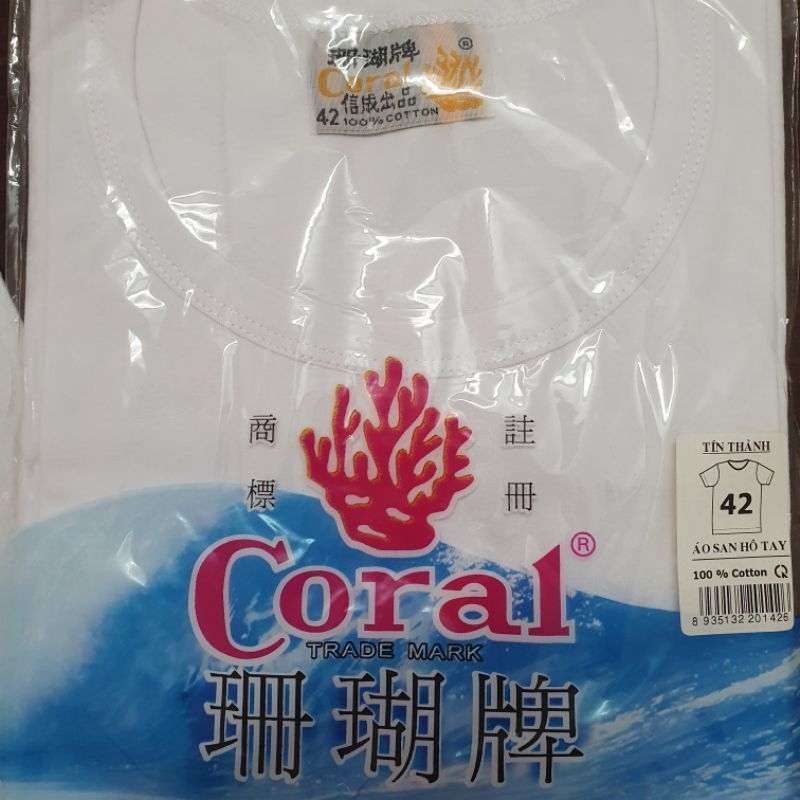 珊瑚牌 ®
Coral
信成出品
42 100% COTTON
商標
註冊
Coral®
TRADE MARK
珊瑚牌
TÍN THÀNH
42
ÁO SAN HÔ TAY
100 % Cotton
8 935132 201426